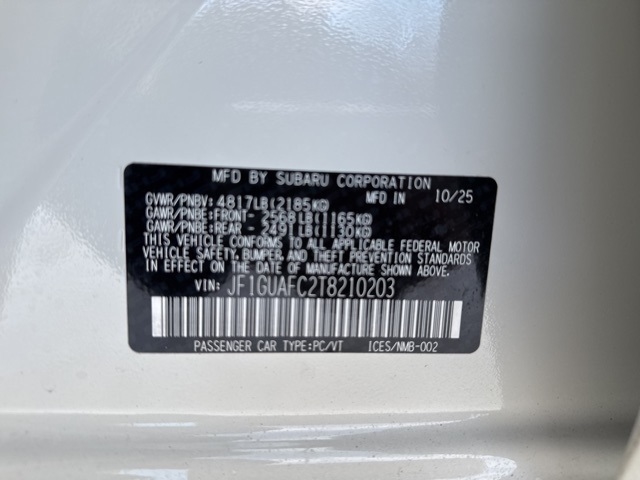 MFD BY SUBARU CORPORATION
GVWR/PNBV: 4817LB(2185KG) MFD IN 10/25
GAWR/PNBE:FRONT- 2568LB(1165KG)
GAWR/PNBE:REAR - 2491LB(1130KG)
THIS VEHICLE CONFORMS TO ALL APPLICABLE FEDERAL MOTOR
VEHICLE SAFETY, BUMPER, AND THEFT PREVENTION STANDARDS
IN EFFECT ON THE DATE OF MANUFACTURE SHOWN ABOVE.
VIN: JF1GUAFC2T8210203
PASSENGER CAR TYPE:PC/VT ICES/NMB-002